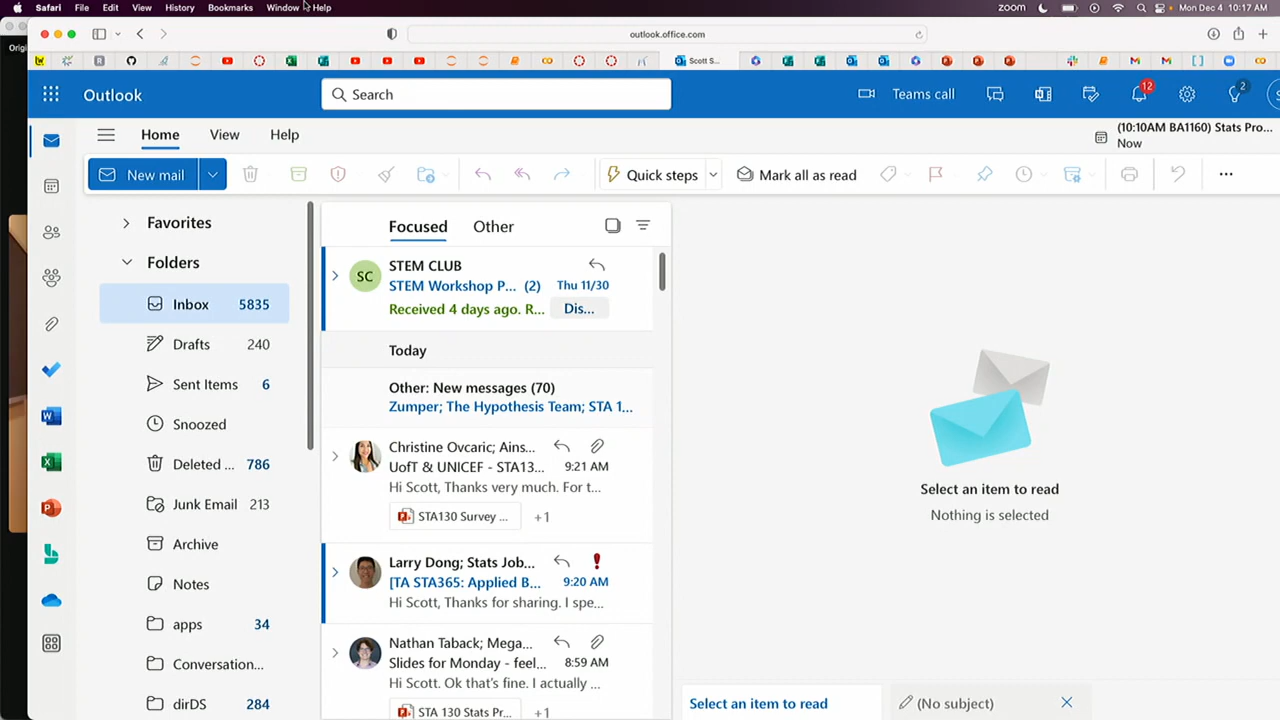 Safari File Edit View History Bookmarks Window Help zoom Mon Dec 4 10:17 AM
outlook.office.com
Origi
Scott S...
Outlook Search Teams call 12 2
Home View Help (10:10AM BA1160) Stats Pro...
Now
New mail Quick steps Mark all as read
Favorites
Folders
Inbox 5835
Drafts 240
Sent Items 6
Snoozed
Deleted ... 786
Junk Email 213
Archive
Notes
apps 34
Conversation...
dirDS 284
Focused Other
SC STEM CLUB
STEM Workshop P... (2) Thu 11/30
Received 4 days ago. R... Dis...
Today
Other: New messages (70)
Zumper; The Hypothesis Team; STA 1...
Christine Ovcaric; Ains...
UofT & UNICEF - STA13... 9:21 AM
Hi Scott, Thanks very much. For t...
STA130 Survey ... +1
Larry Dong; Stats Job...
[TA STA365: Applied B... 9:20 AM
Hi Scott, Thanks for sharing. I spe...
Nathan Taback; Mega...
Slides for Monday - feel... 8:59 AM
Hi Scott. Ok that's fine. I actually ...
STA 130 Stats Pr... +1
Select an item to read
Nothing is selected
Select an item to read (No subject)